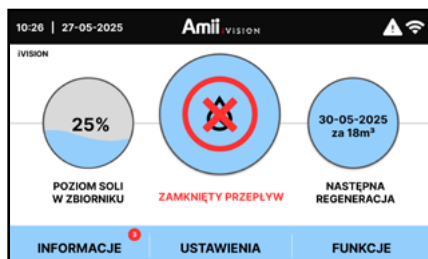 10:26 | 27-05-2025
Amii.VISION
iVISION
25%
30-05-2025
za 18m³
POZIOM SOLI
W ZBIORNIKU
ZAMKNIĘTY PRZEPŁYW
NASTĘPNA
REGENERACJA
3
INFORMACJE
USTAWIENIA
FUNKCJE